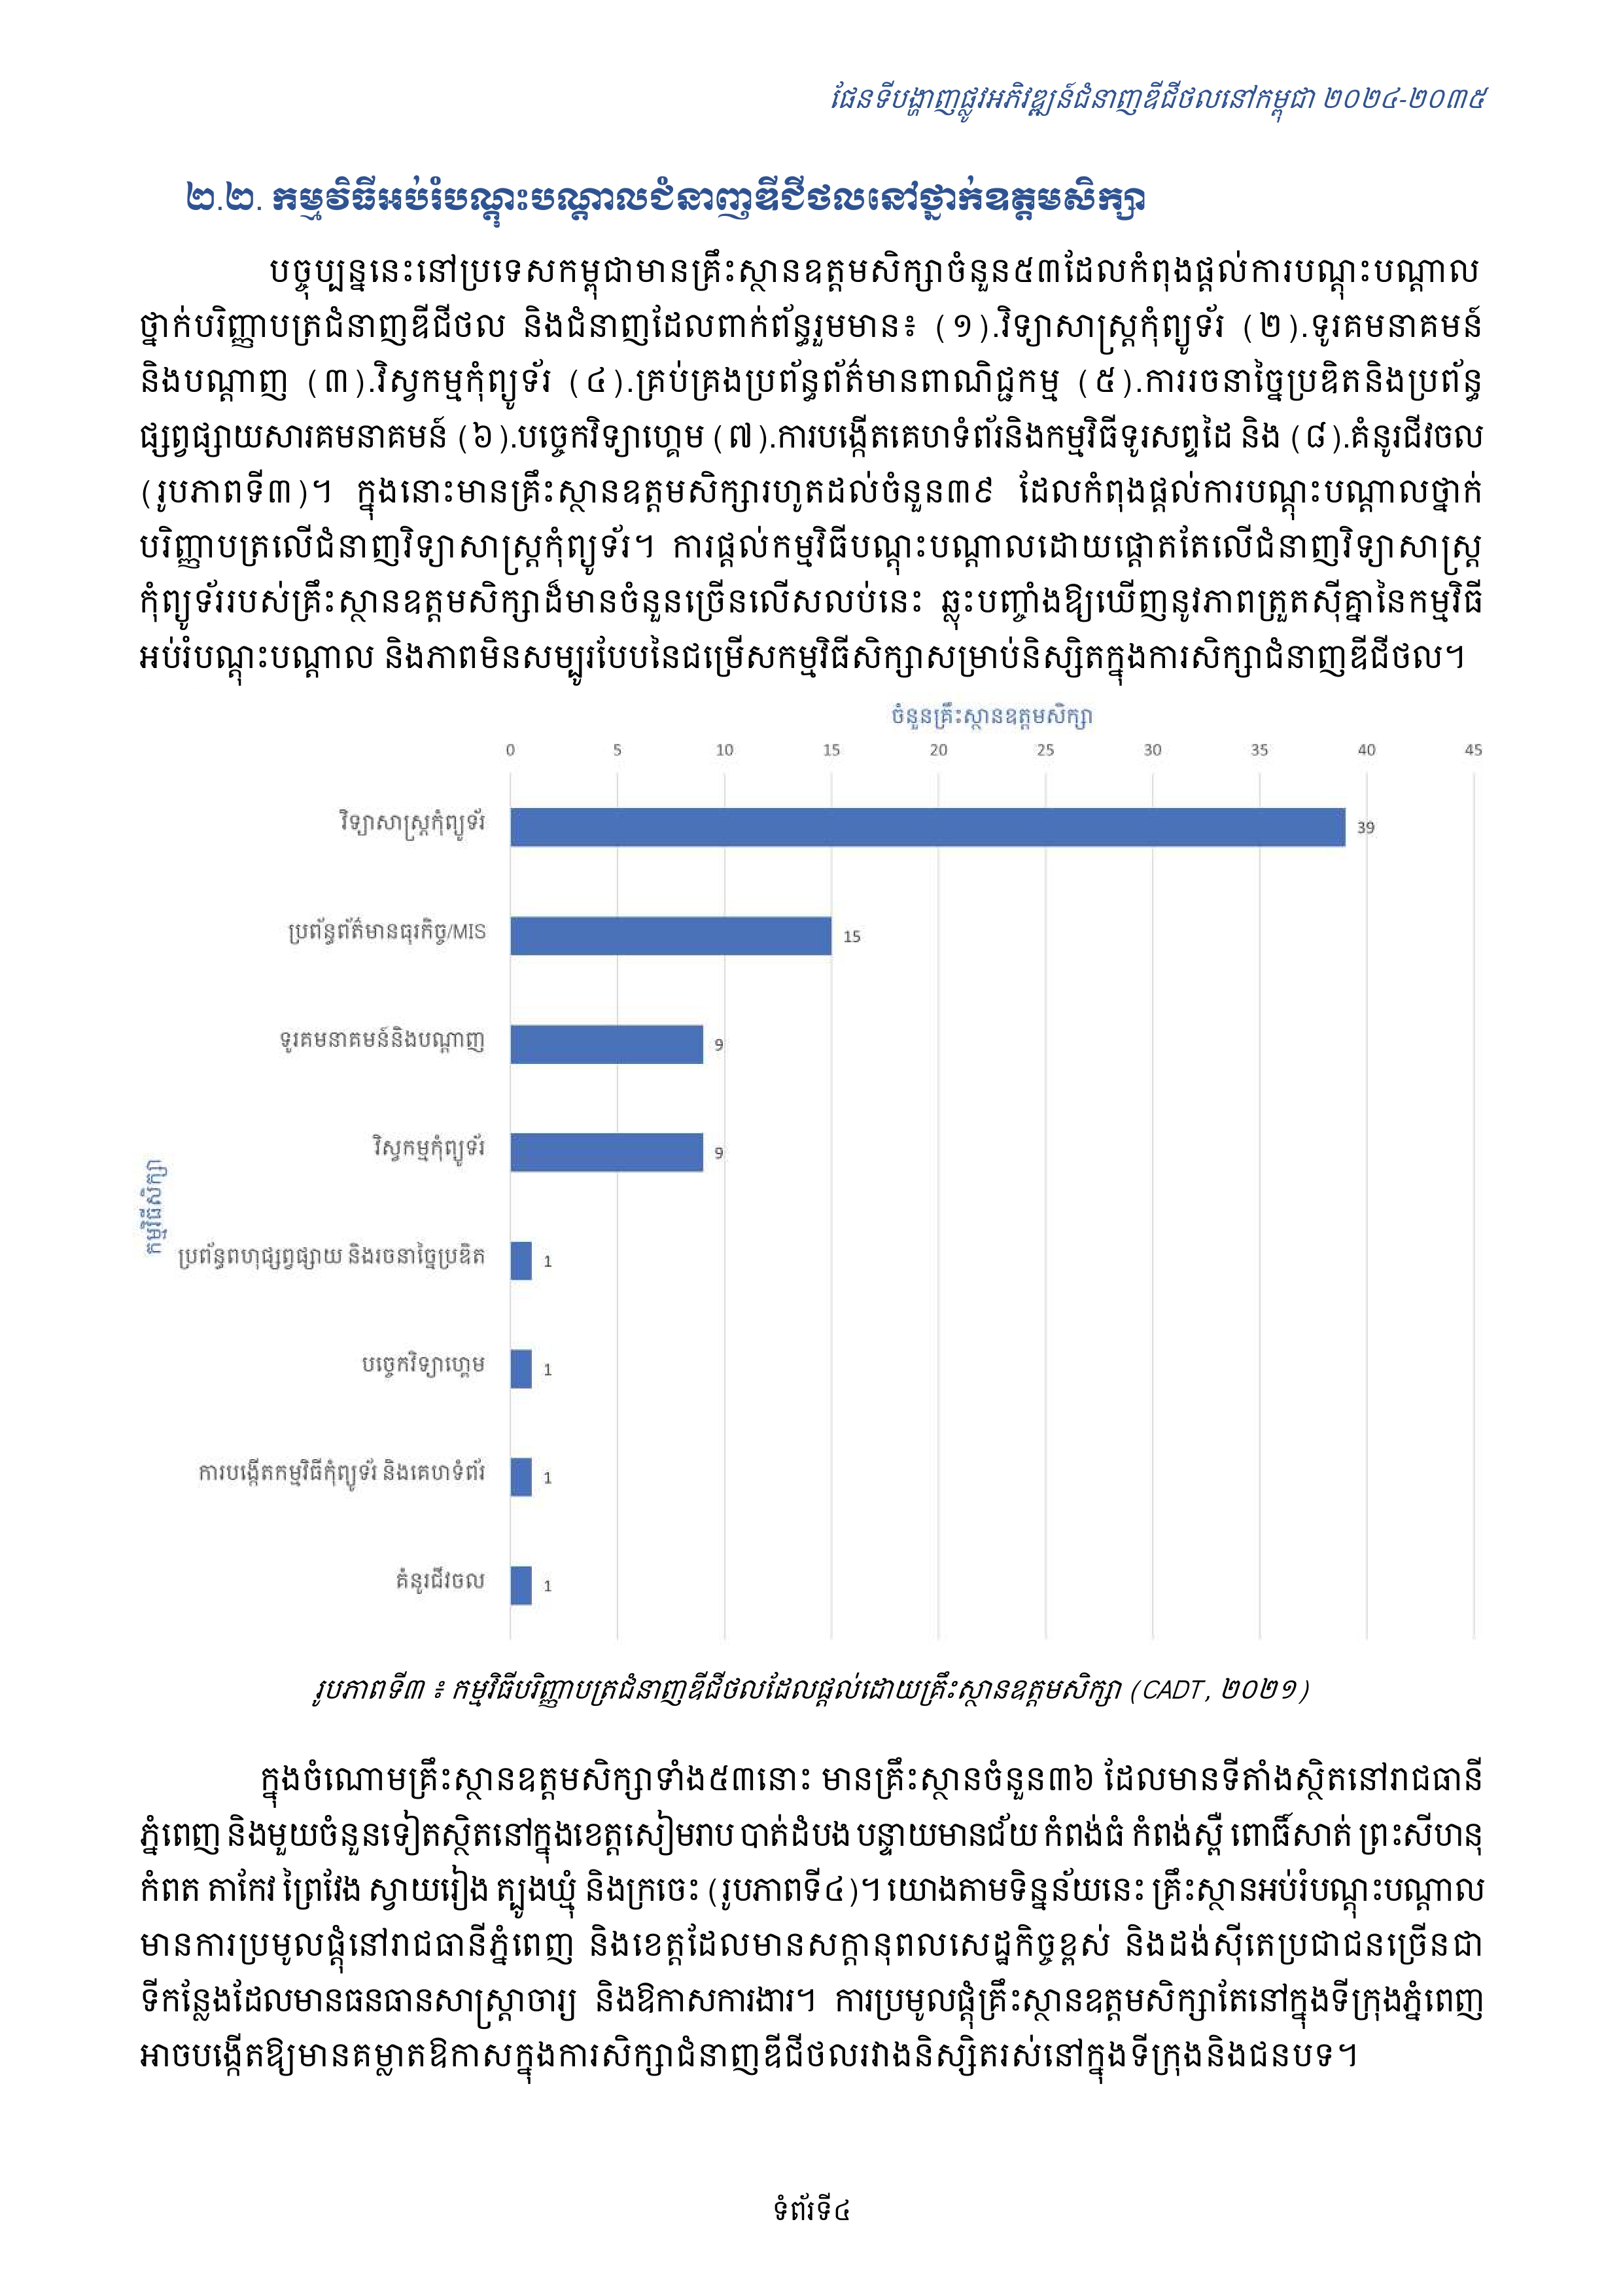 ផែនទីបង្ហាញផ្លូវអភិវឌ្ឍន៍ជំនាញឌីជីថលនៅកម្ពុជា ២០២៤-២០៣៥
២.២. កម្មវិធីអប់រំបណ្តុះបណ្តាលជំនាញឌីជីថលនៅថ្នាក់ឧត្តមសិក្សា
បច្ចុប្បន្ននេះនៅប្រទេសកម្ពុជាមានគ្រឹះស្ថានឧត្តមសិក្សាចំនួន៥៣ដែលកំពុងផ្តល់ការបណ្តុះបណ្តាល
ថ្នាក់បរិញ្ញាបត្រជំនាញឌីជីថល និងជំនាញដែលពាក់ព័ន្ធរួមមាន៖ (១).វិទ្យាសាស្ត្រកុំព្យូទ័រ (២).ទូរគមនាគមន៍
និងបណ្តាញ (៣).វិស្វកម្មកុំព្យូទ័រ (៤).គ្រប់គ្រងប្រព័ន្ធព័ត៌មានពាណិជ្ជកម្ម (៥).ការរចនាច្នៃប្រឌិតនិងប្រព័ន្ធ
ផ្សព្វផ្សាយសារគមនាគមន៍ (៦).បច្ចេកវិទ្យាហ្គេម (៧).ការបង្កើតគេហទំព័រនិងកម្មវិធីទូរសព្ទដៃ និង (៨).គំនូរជីវចល
(រូបភាពទី៣)។ ក្នុងនោះមានគ្រឹះស្ថានឧត្តមសិក្សារហូតដល់ចំនួន៣៩ ដែលកំពុងផ្តល់ការបណ្តុះបណ្តាលថ្នាក់
បរិញ្ញាបត្រលើជំនាញវិទ្យាសាស្ត្រកុំព្យូទ័រ។ ការផ្តល់កម្មវិធីបណ្តុះបណ្តាលដោយផ្តោតតែលើជំនាញវិទ្យាសាស្ត្រ
កុំព្យូទ័ររបស់គ្រឹះស្ថានឧត្តមសិក្សាដ៏មានចំនួនច្រើនលើសលប់នេះ ឆ្លុះបញ្ចាំងឱ្យឃើញនូវភាពត្រួតស៊ីគ្នានៃកម្មវិធី
អប់រំបណ្តុះបណ្តាល និងភាពមិនសម្បូរបែបនៃជម្រើសកម្មវិធីសិក្សាសម្រាប់និស្សិតក្នុងការសិក្សាជំនាញឌីជីថល។
ចំនួនគ្រឹះស្ថានឧត្តមសិក្សា
0 5 10 15 20 25 30 35 40 45
វិទ្យាសាស្ត្រកុំព្យូទ័រ 39
ប្រព័ន្ធព័ត៌មានធុរកិច្ច/MIS 15
ទូរគមនាគមន៍និងបណ្តាញ 9
វិស្វកម្មកុំព្យូទ័រ 9
កម្មវិធីសិក្សា
ប្រព័ន្ធពហុផ្សព្វផ្សាយ និងរចនាច្នៃប្រឌិត 1
បច្ចេកវិទ្យាហ្គេម 1
ការបង្កើតកម្មវិធីកុំព្យូទ័រ និងគេហទំព័រ 1
គំនូរជីវចល 1
រូបភាពទី៣ ៖ កម្មវិធីបរិញ្ញាបត្រជំនាញឌីជីថលដែលផ្តល់ដោយគ្រឹះស្ថានឧត្តមសិក្សា (CADT, ២០២១)
ក្នុងចំណោមគ្រឹះស្ថានឧត្តមសិក្សាទាំង៥៣នោះ មានគ្រឹះស្ថានចំនួន៣៦ ដែលមានទីតាំងស្ថិតនៅរាជធានី
ភ្នំពេញ និងមួយចំនួនទៀតស្ថិតនៅក្នុងខេត្តសៀមរាប បាត់ដំបង បន្ទាយមានជ័យ កំពង់ធំ កំពង់ស្ពឺ ពោធិ៍សាត់ ព្រះសីហនុ
កំពត តាកែវ ព្រៃវែង ស្វាយរៀង ត្បូងឃ្មុំ និងក្រចេះ (រូបភាពទី៤)។ យោងតាមទិន្នន័យនេះ គ្រឹះស្ថានអប់រំបណ្តុះបណ្តាល
មានការប្រមូលផ្តុំនៅរាជធានីភ្នំពេញ និងខេត្តដែលមានសក្តានុពលសេដ្ឋកិច្ចខ្ពស់ និងដង់ស៊ីតេប្រជាជនច្រើនជា
ទីកន្លែងដែលមានធនធានសាស្ត្រាចារ្យ និងឱកាសការងារ។ ការប្រមូលផ្តុំគ្រឹះស្ថានឧត្តមសិក្សាតែនៅក្នុងទីក្រុងភ្នំពេញ
អាចបង្កើតឱ្យមានគម្លាតឱកាសក្នុងការសិក្សាជំនាញឌីជីថលរវាងនិស្សិតរស់នៅក្នុងទីក្រុងនិងជនបទ។
ទំព័រទី៤